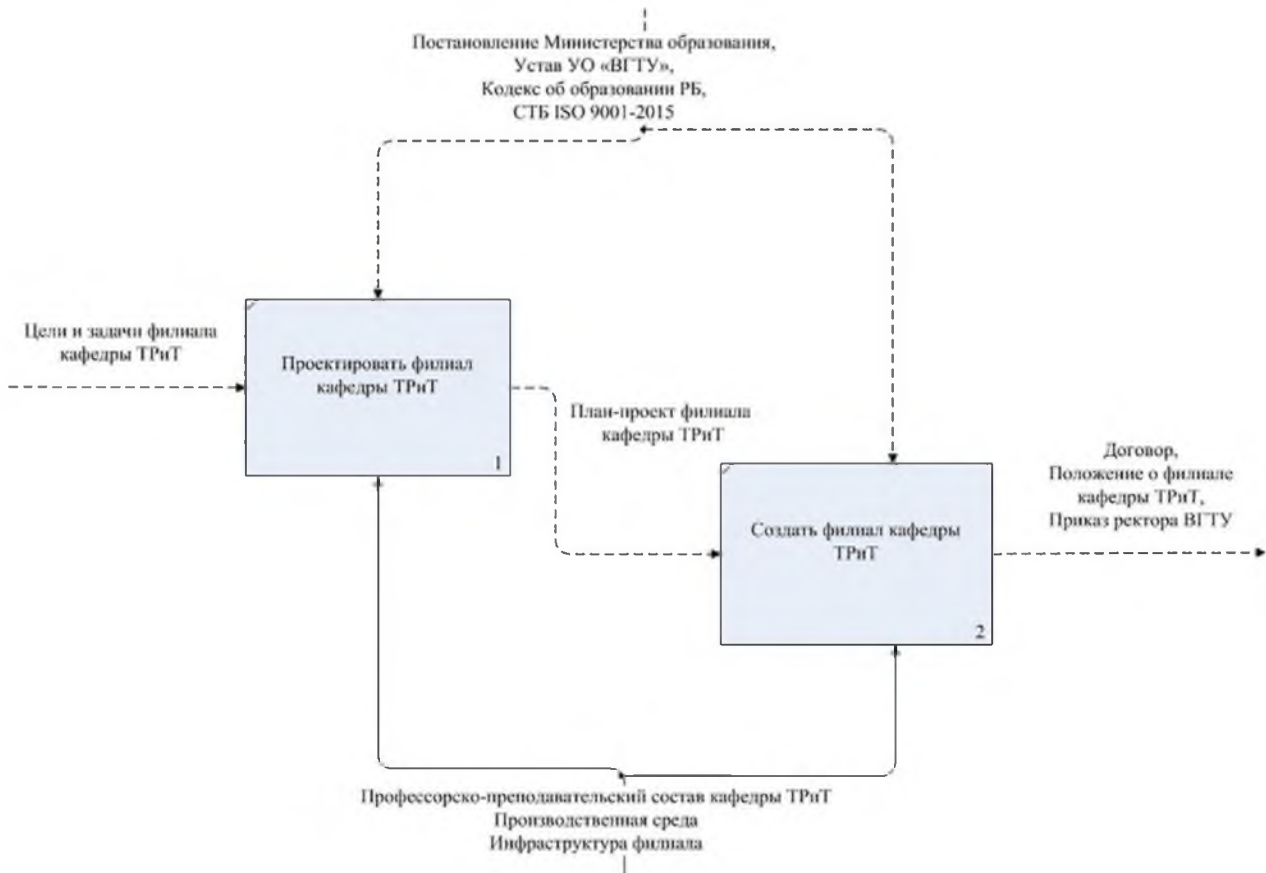 Постановление Министерства образования,
Устав УО «ВГТУ»,
Кодекс об образовании РБ,
СТБ ISO 9001-2015
Цели и задачи филиала
кафедры ТРиТ
Проектировать филиал
кафедры ТРиТ
1
План-проект филиала
кафедры ТРиТ
Создать филиал кафедры
ТРиТ
2
Договор,
Положение о филиале
кафедры ТРиТ,
Приказ ректора ВГТУ
Профессорско-преподавательский состав кафедры ТРиТ
Производственная среда
Инфраструктура филиала